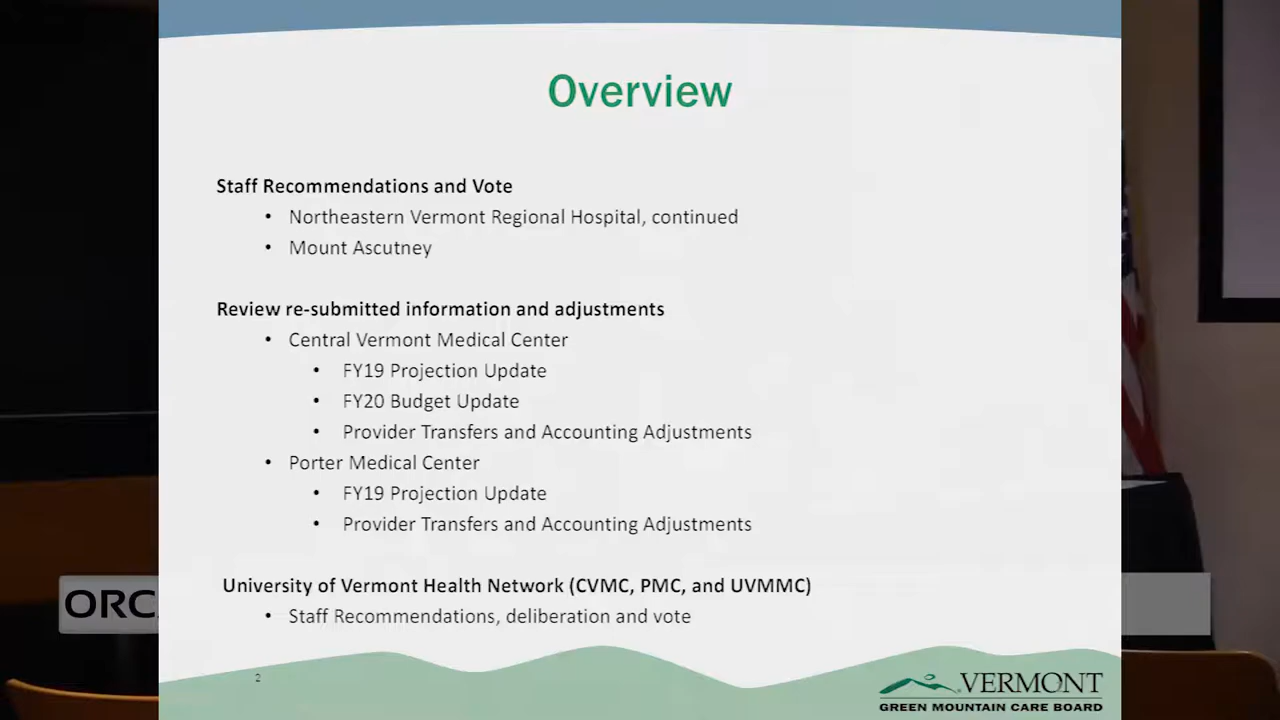 Overview
Staff Recommendations and Vote
• Northeastern Vermont Regional Hospital, continued
• Mount Ascutney
Review re-submitted information and adjustments
• Central Vermont Medical Center
• FY19 Projection Update
• FY20 Budget Update
• Provider Transfers and Accounting Adjustments
• Porter Medical Center
• FY19 Projection Update
• Provider Transfers and Accounting Adjustments
University of Vermont Health Network (CVMC, PMC, and UVMMC)
• Staff Recommendations, deliberation and vote
ORC
2
VERMONT
GREEN MOUNTAIN CARE BOARD